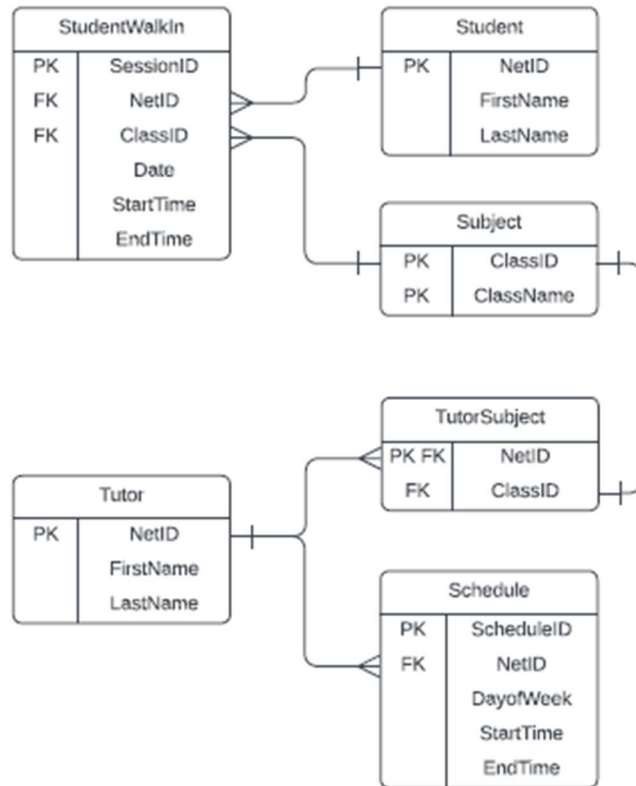 StudentWalkIn
PK SessionID
FK NetID
FK ClassID
Date
StartTime
EndTime
Student
PK NetID
FirstName
LastName
Subject
PK ClassID
PK ClassName
Tutor
PK NetID
FirstName
LastName
TutorSubject
PK FK NetID
FK ClassID
Schedule
PK ScheduleID
FK NetID
DayofWeek
StartTime
EndTime